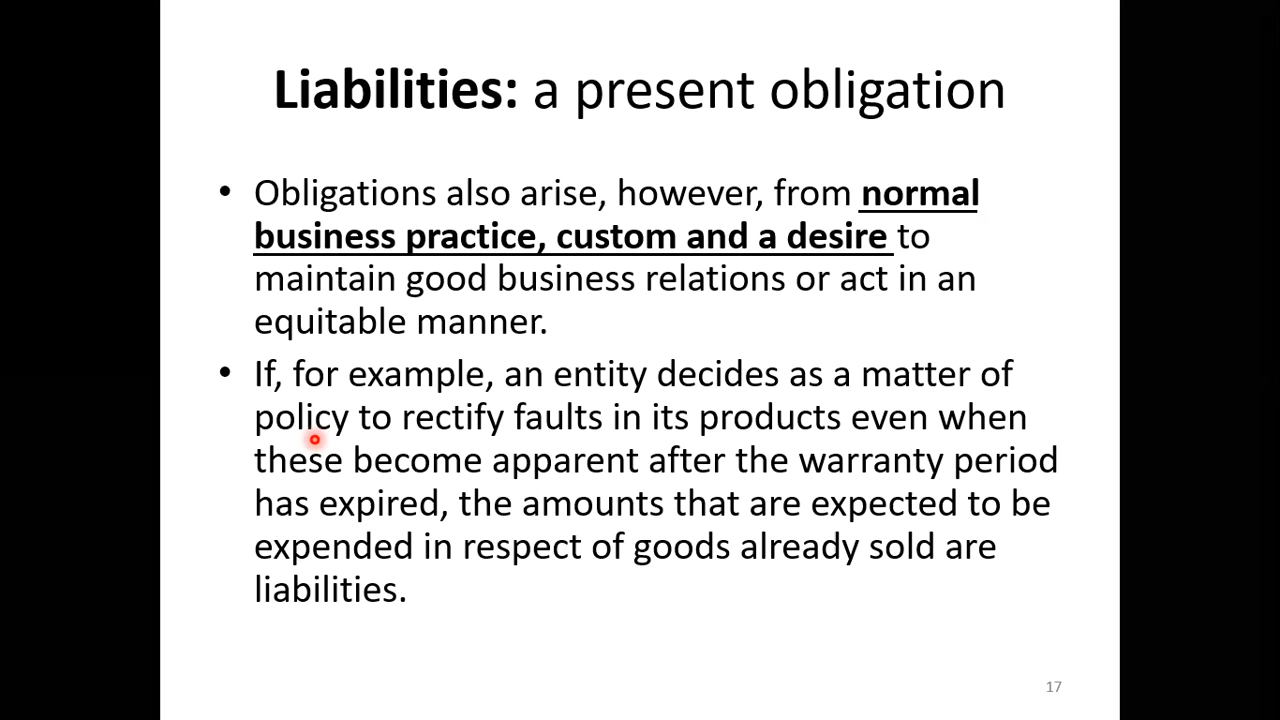 Liabilities: a present obligation
• Obligations also arise, however, from normal
business practice, custom and a desire to
maintain good business relations or act in an
equitable manner.
• If, for example, an entity decides as a matter of
policy to rectify faults in its products even when
these become apparent after the warranty period
has expired, the amounts that are expected to be
expended in respect of goods already sold are
liabilities.
17